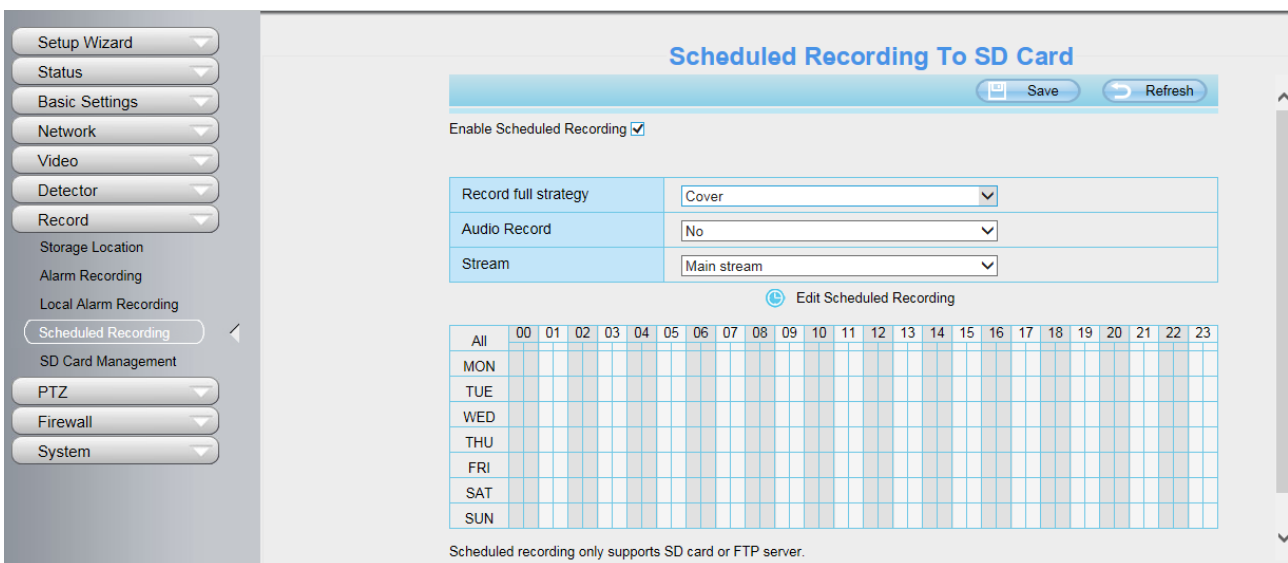 Setup Wizard
Status
Basic Settings
Network
Video
Detector
Record
Storage Location
Alarm Recording
Local Alarm Recording
Scheduled Recording
SD Card Management
PTZ
Firewall
System
Scheduled Recording To SD Card
Save Refresh
Enable Scheduled Recording
Record full strategy Cover
Audio Record No
Stream Main stream
Edit Scheduled Recording
All 00 01 02 03 04 05 06 07 08 09 10 11 12 13 14 15 16 17 18 19 20 21 22 23
MON
TUE
WED
THU
FRI
SAT
SUN
Scheduled recording only supports SD card or FTP server.